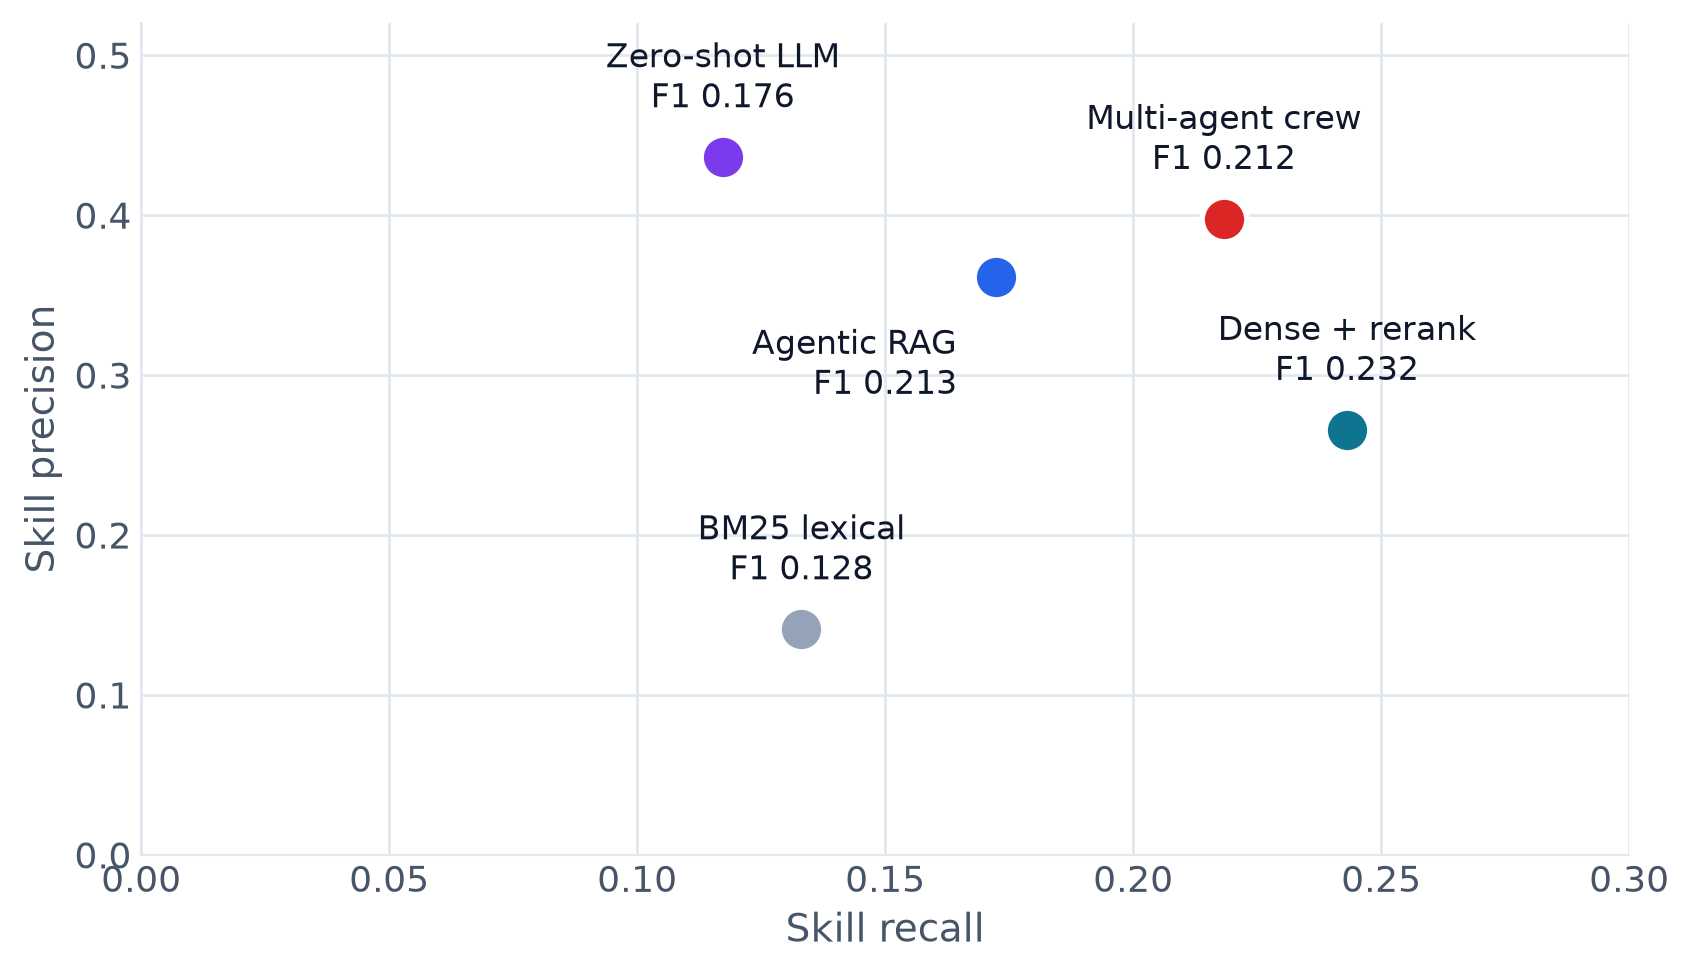 0.5
0.4
0.3
0.2
0.1
0.0
Skill precision
Zero-shot LLM
F1 0.176
Multi-agent crew
F1 0.212
Agentic RAG
F1 0.213
Dense + rerank
F1 0.232
BM25 lexical
F1 0.128
0.00 0.05 0.10 0.15 0.20 0.25 0.30
Skill recall